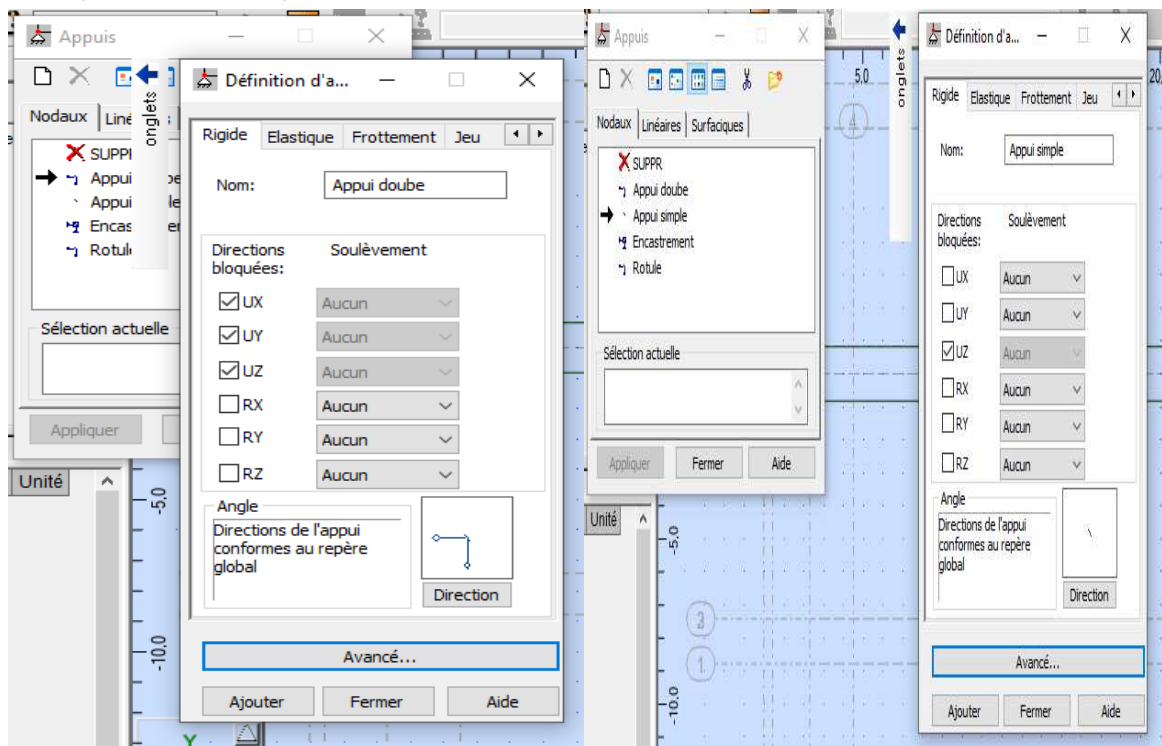 Appuis
onglets
Nodaux
SUPPR
Sélection actuelle
Appliquer
Unité
-5.0
-10.0
Y
Définition d'a...
Rigide Elastique Frottement Jeu
Nom: Appui doube
Directions bloquées: Soulèvement
UX Aucun
UY Aucun
UZ Aucun
RX Aucun
RY Aucun
RZ Aucun
Angle
Directions de l'appui
conformes au repère
global
Direction
Avancé...
Ajouter Fermer Aide
Appuis
Nodaux Linéaires Surfaciques
SUPPR
Appui doube
Appui simple
Encastrement
Rotule
Sélection actuelle
Appliquer Fermer Aide
Unité
5.0
4
-5.0
3
1
-10.0
onglets
20.
Définition d'a...
Rigide Elastique Frottement Jeu
Nom: Appui simple
Directions bloquées: Soulèvement
UX Aucun
UY Aucun
UZ Aucun
RX Aucun
RY Aucun
RZ Aucun
Angle
Directions de l'appui
conformes au repère
global
Direction
Avancé...
Ajouter Fermer Aide